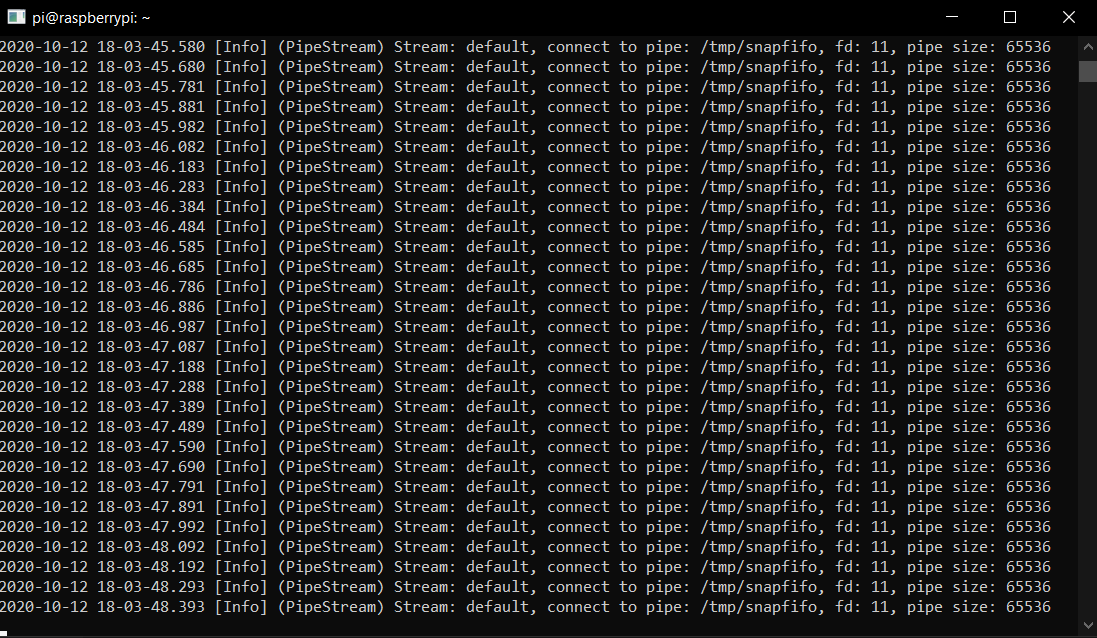 pi@raspberrypi: ~
2020-10-12 18-03-45.580 [Info] (PipeStream) Stream: default, connect to pipe: /tmp/snapfifo, fd: 11, pipe size: 65536
2020-10-12 18-03-45.680 [Info] (PipeStream) Stream: default, connect to pipe: /tmp/snapfifo, fd: 11, pipe size: 65536
2020-10-12 18-03-45.781 [Info] (PipeStream) Stream: default, connect to pipe: /tmp/snapfifo, fd: 11, pipe size: 65536
2020-10-12 18-03-45.881 [Info] (PipeStream) Stream: default, connect to pipe: /tmp/snapfifo, fd: 11, pipe size: 65536
2020-10-12 18-03-45.982 [Info] (PipeStream) Stream: default, connect to pipe: /tmp/snapfifo, fd: 11, pipe size: 65536
2020-10-12 18-03-46.082 [Info] (PipeStream) Stream: default, connect to pipe: /tmp/snapfifo, fd: 11, pipe size: 65536
2020-10-12 18-03-46.183 [Info] (PipeStream) Stream: default, connect to pipe: /tmp/snapfifo, fd: 11, pipe size: 65536
2020-10-12 18-03-46.283 [Info] (PipeStream) Stream: default, connect to pipe: /tmp/snapfifo, fd: 11, pipe size: 65536
2020-10-12 18-03-46.384 [Info] (PipeStream) Stream: default, connect to pipe: /tmp/snapfifo, fd: 11, pipe size: 65536
2020-10-12 18-03-46.484 [Info] (PipeStream) Stream: default, connect to pipe: /tmp/snapfifo, fd: 11, pipe size: 65536
2020-10-12 18-03-46.585 [Info] (PipeStream) Stream: default, connect to pipe: /tmp/snapfifo, fd: 11, pipe size: 65536
2020-10-12 18-03-46.685 [Info] (PipeStream) Stream: default, connect to pipe: /tmp/snapfifo, fd: 11, pipe size: 65536
2020-10-12 18-03-46.786 [Info] (PipeStream) Stream: default, connect to pipe: /tmp/snapfifo, fd: 11, pipe size: 65536
2020-10-12 18-03-46.886 [Info] (PipeStream) Stream: default, connect to pipe: /tmp/snapfifo, fd: 11, pipe size: 65536
2020-10-12 18-03-46.987 [Info] (PipeStream) Stream: default, connect to pipe: /tmp/snapfifo, fd: 11, pipe size: 65536
2020-10-12 18-03-47.087 [Info] (PipeStream) Stream: default, connect to pipe: /tmp/snapfifo, fd: 11, pipe size: 65536
2020-10-12 18-03-47.188 [Info] (PipeStream) Stream: default, connect to pipe: /tmp/snapfifo, fd: 11, pipe size: 65536
2020-10-12 18-03-47.288 [Info] (PipeStream) Stream: default, connect to pipe: /tmp/snapfifo, fd: 11, pipe size: 65536
2020-10-12 18-03-47.389 [Info] (PipeStream) Stream: default, connect to pipe: /tmp/snapfifo, fd: 11, pipe size: 65536
2020-10-12 18-03-47.489 [Info] (PipeStream) Stream: default, connect to pipe: /tmp/snapfifo, fd: 11, pipe size: 65536
2020-10-12 18-03-47.590 [Info] (PipeStream) Stream: default, connect to pipe: /tmp/snapfifo, fd: 11, pipe size: 65536
2020-10-12 18-03-47.690 [Info] (PipeStream) Stream: default, connect to pipe: /tmp/snapfifo, fd: 11, pipe size: 65536
2020-10-12 18-03-47.791 [Info] (PipeStream) Stream: default, connect to pipe: /tmp/snapfifo, fd: 11, pipe size: 65536
2020-10-12 18-03-47.891 [Info] (PipeStream) Stream: default, connect to pipe: /tmp/snapfifo, fd: 11, pipe size: 65536
2020-10-12 18-03-47.992 [Info] (PipeStream) Stream: default, connect to pipe: /tmp/snapfifo, fd: 11, pipe size: 65536
2020-10-12 18-03-48.092 [Info] (PipeStream) Stream: default, connect to pipe: /tmp/snapfifo, fd: 11, pipe size: 65536
2020-10-12 18-03-48.192 [Info] (PipeStream) Stream: default, connect to pipe: /tmp/snapfifo, fd: 11, pipe size: 65536
2020-10-12 18-03-48.293 [Info] (PipeStream) Stream: default, connect to pipe: /tmp/snapfifo, fd: 11, pipe size: 65536
2020-10-12 18-03-48.393 [Info] (PipeStream) Stream: default, connect to pipe: /tmp/snapfifo, fd: 11, pipe size: 65536